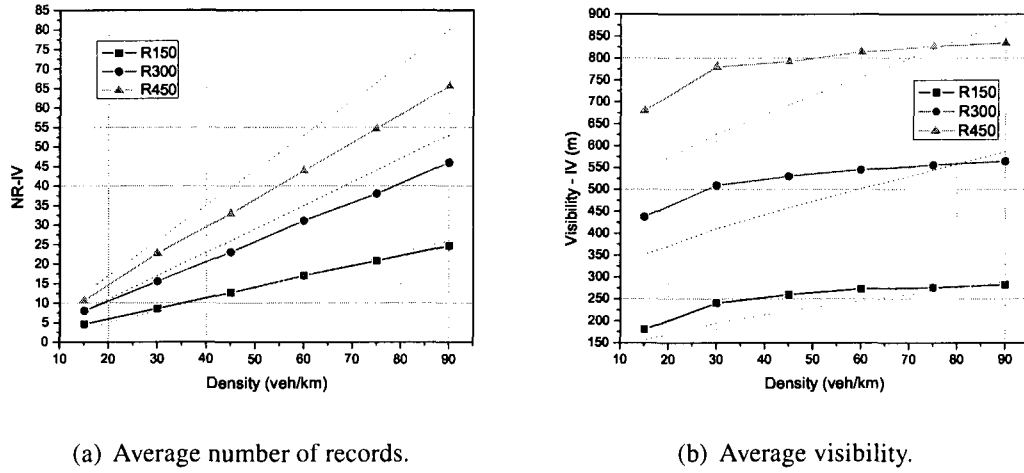 85
80
75
70
65
60
55
50
45
40
35
30
25
20
15
10
5
0
NR-IV
R150
R300
R450
10 20 30 40 50 60 70 80 90
Density (veh/km)
900
850
800
750
700
650
600
550
500
450
400
350
300
250
200
150
Visibility - IV (m)
R150
R300
R450
10 20 30 40 50 60 70 80 90
Density (veh/km)
(a) Average number of records.
(b) Average visibility.